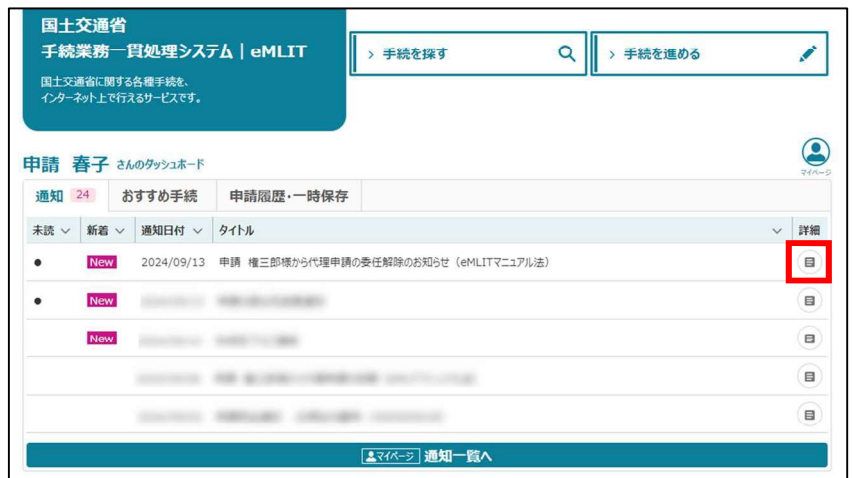 国土交通省
手続業務一貫処理システム | eMLIT
国土交通省に関する各種手続を、
インターネット上で行えるサービスです。
手続を探す
手続を進める
申請 春子 さんのダッシュボード
マイページ
通知 24 おすすめ手続 申請履歴・一時保存
未読 新着 通知日付 タイトル 詳細
● New 2024/09/13 申請 権三郎様から代理申請の委任解除のお知らせ（eMLITマニュアル法）
● New
New
マイページ 通知一覧へ